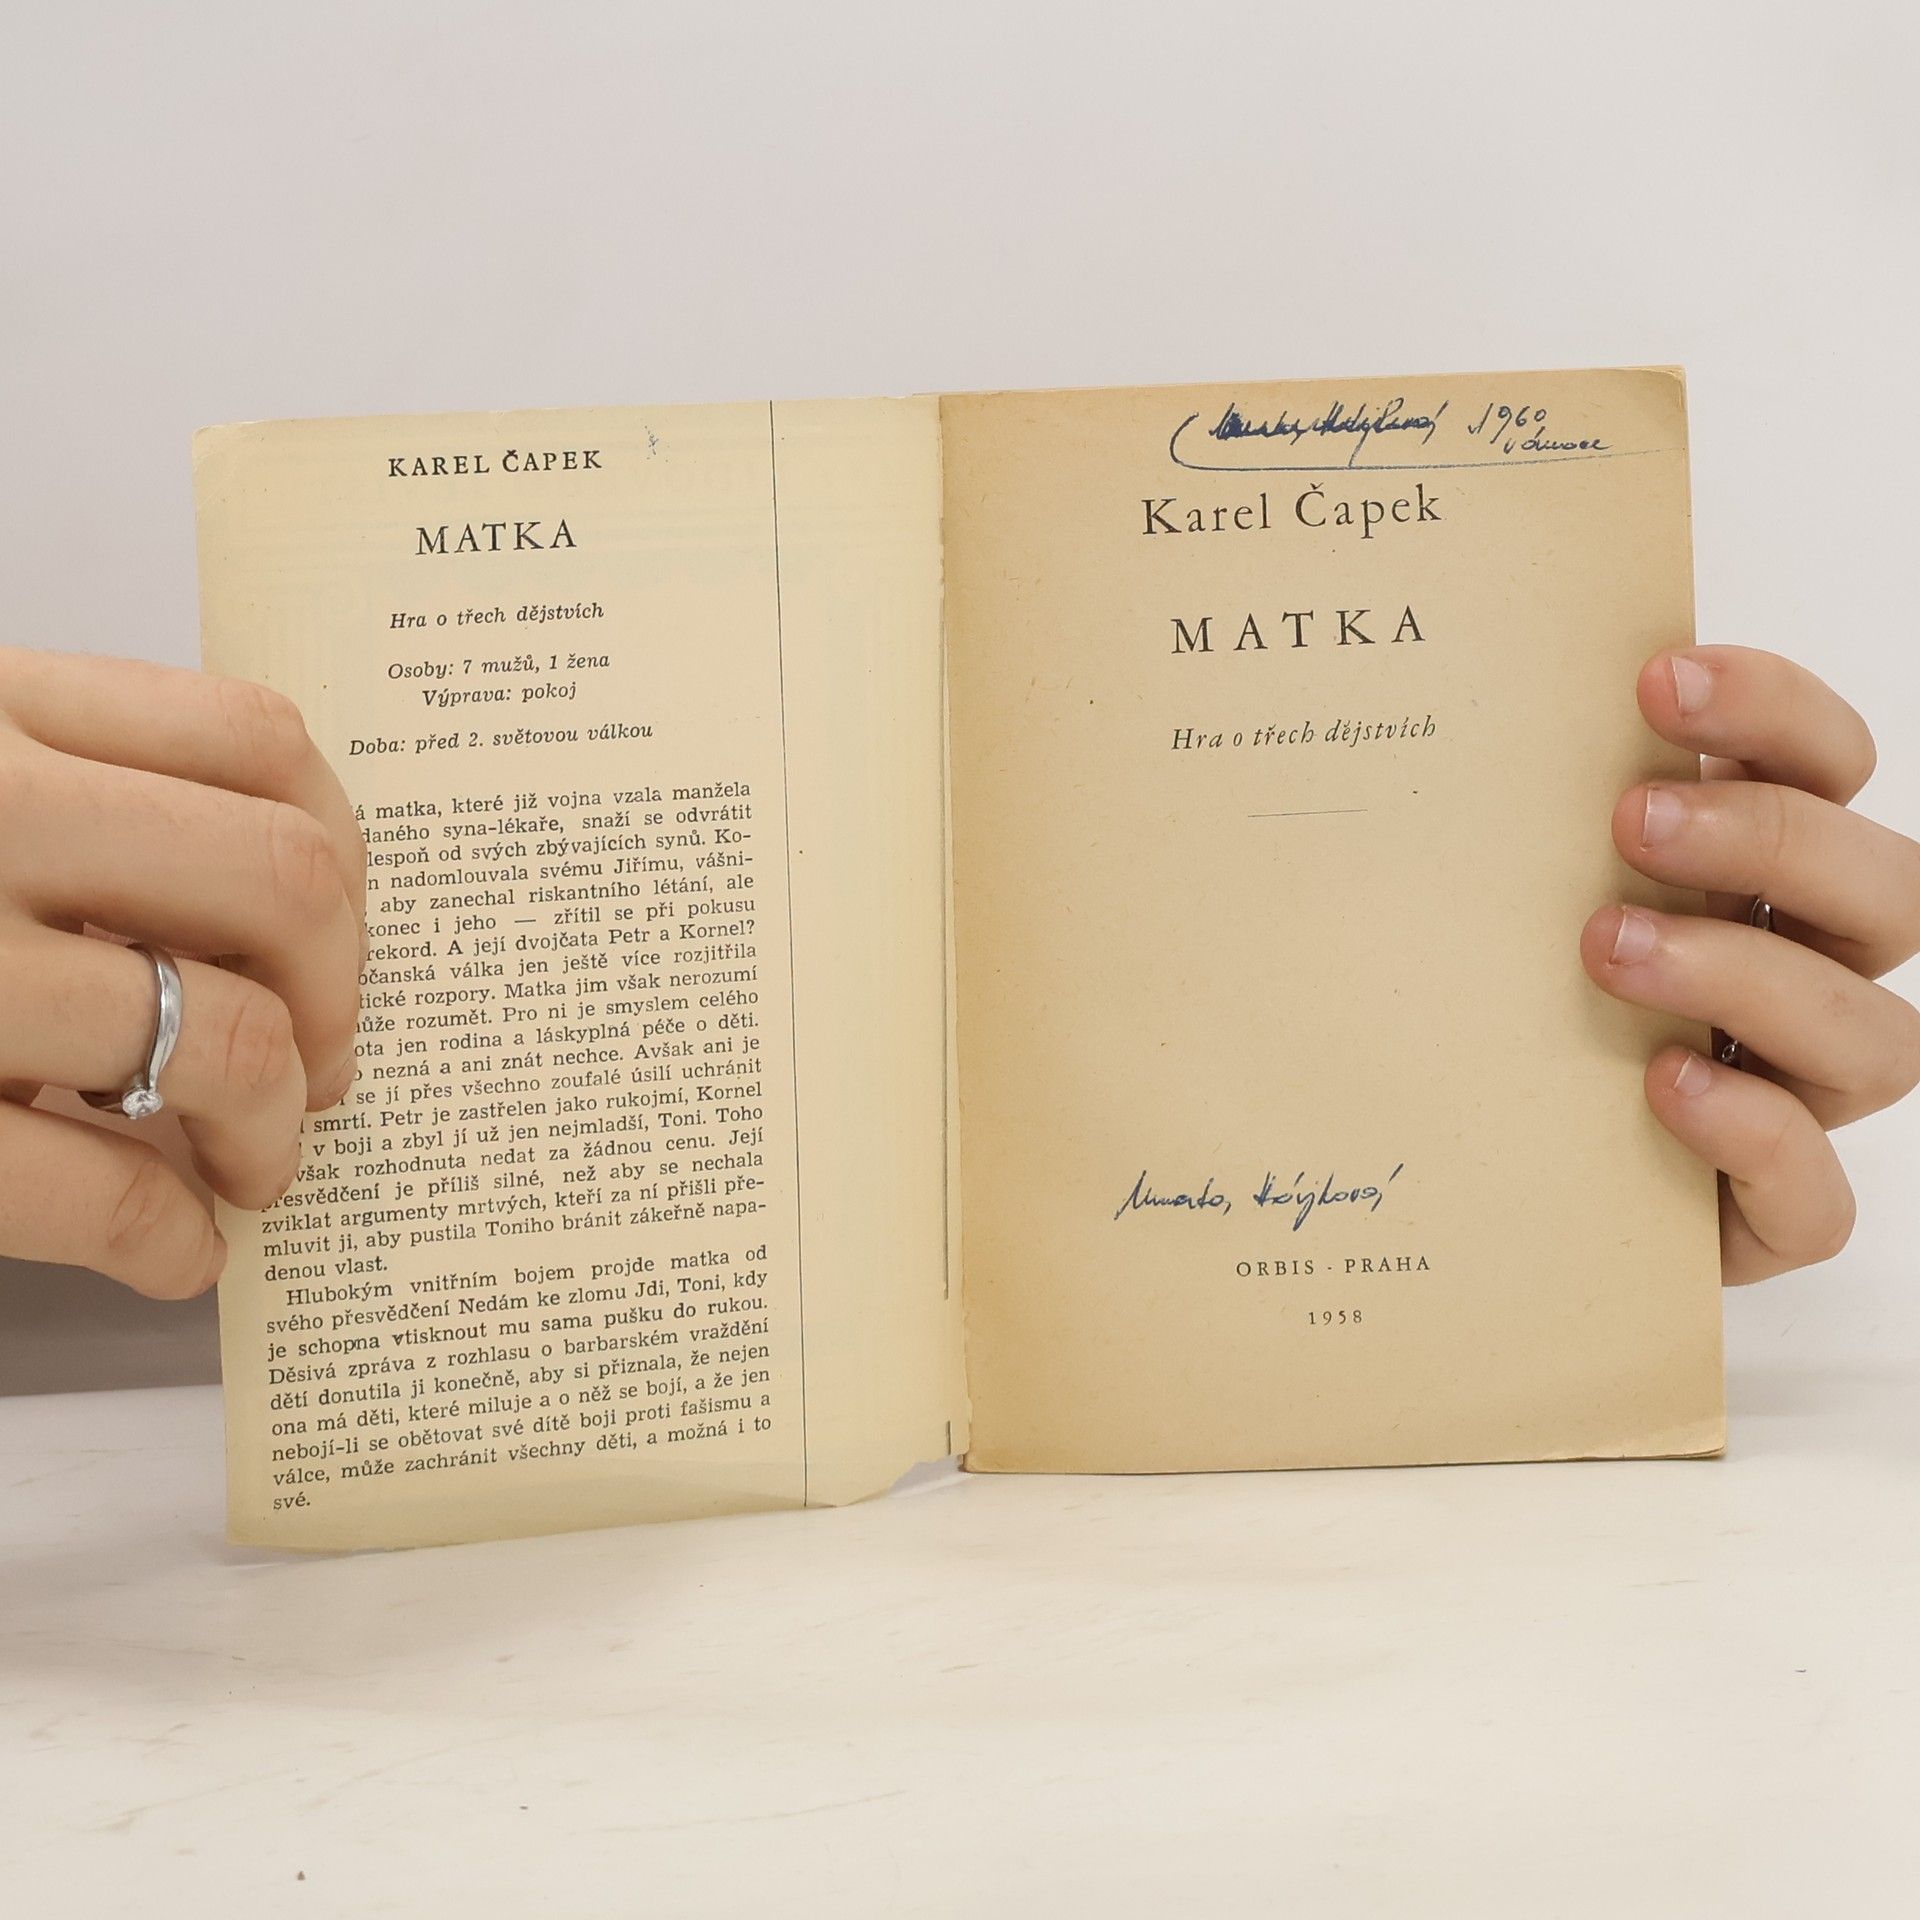 KAREL ČAPEK
MATKA
Hra o třech dějstvích
Osoby: 7 mužů, 1 žena
Výprava: pokoj
Doba: před 2. světovou válkou
matka, které již vojna vzala manžela
syna-lékaře, snaží se odvrátit
od svých zbývajících synů. Ko-
nadomlouvala svému Jiřímu, vášni-
aby zanechal riskantního létání, ale
konec i jeho — zřítil se při pokusu
rekord. A její dvojčata Petr a Kornel?
válka jen ještě více rozjitřila
rozpory. Matka jim však nerozumí
rozumět. Pro ni je smyslem celého
jen rodina a láskyplná péče o děti.
nezná a ani znát nechce. Avšak ani je
se jí přes všechno zoufalé úsilí uchránit
smrtí. Petr je zastřelen jako rukojmí, Kornel
v boji a zbyl jí už jen nejmladší, Toni. Toho
však rozhodnuta nedat za žádnou cenu. Její
přesvědčení je příliš silné, než aby se nechala
zviklat argumenty mrtvých, kteří za ní přišli pře-
mluvit ji, aby pustila Toniho bránit zákeřně napa-
denou vlast.
Hlubokým vnitřním bojem projde matka od
svého přesvědčení Nedám ke zlomu Jdi, Toni, kdy
je schopna vtisknout mu sama pušku do rukou.
Děsivá zpráva z rozhlasu o barbarském vraždění
dětí donutila ji konečně, aby si přiznala, že nejen
ona má děti, které miluje a o něž se bojí, a že jen
nebojí-li se obětovat své dítě boji proti fašismu a
válce, může zachránit všechny děti, a možná i to
své.
1960
vánoce
Karel Čapek
MATKA
Hra o třech dějstvích
Hájková
ORBIS - PRAHA
1958